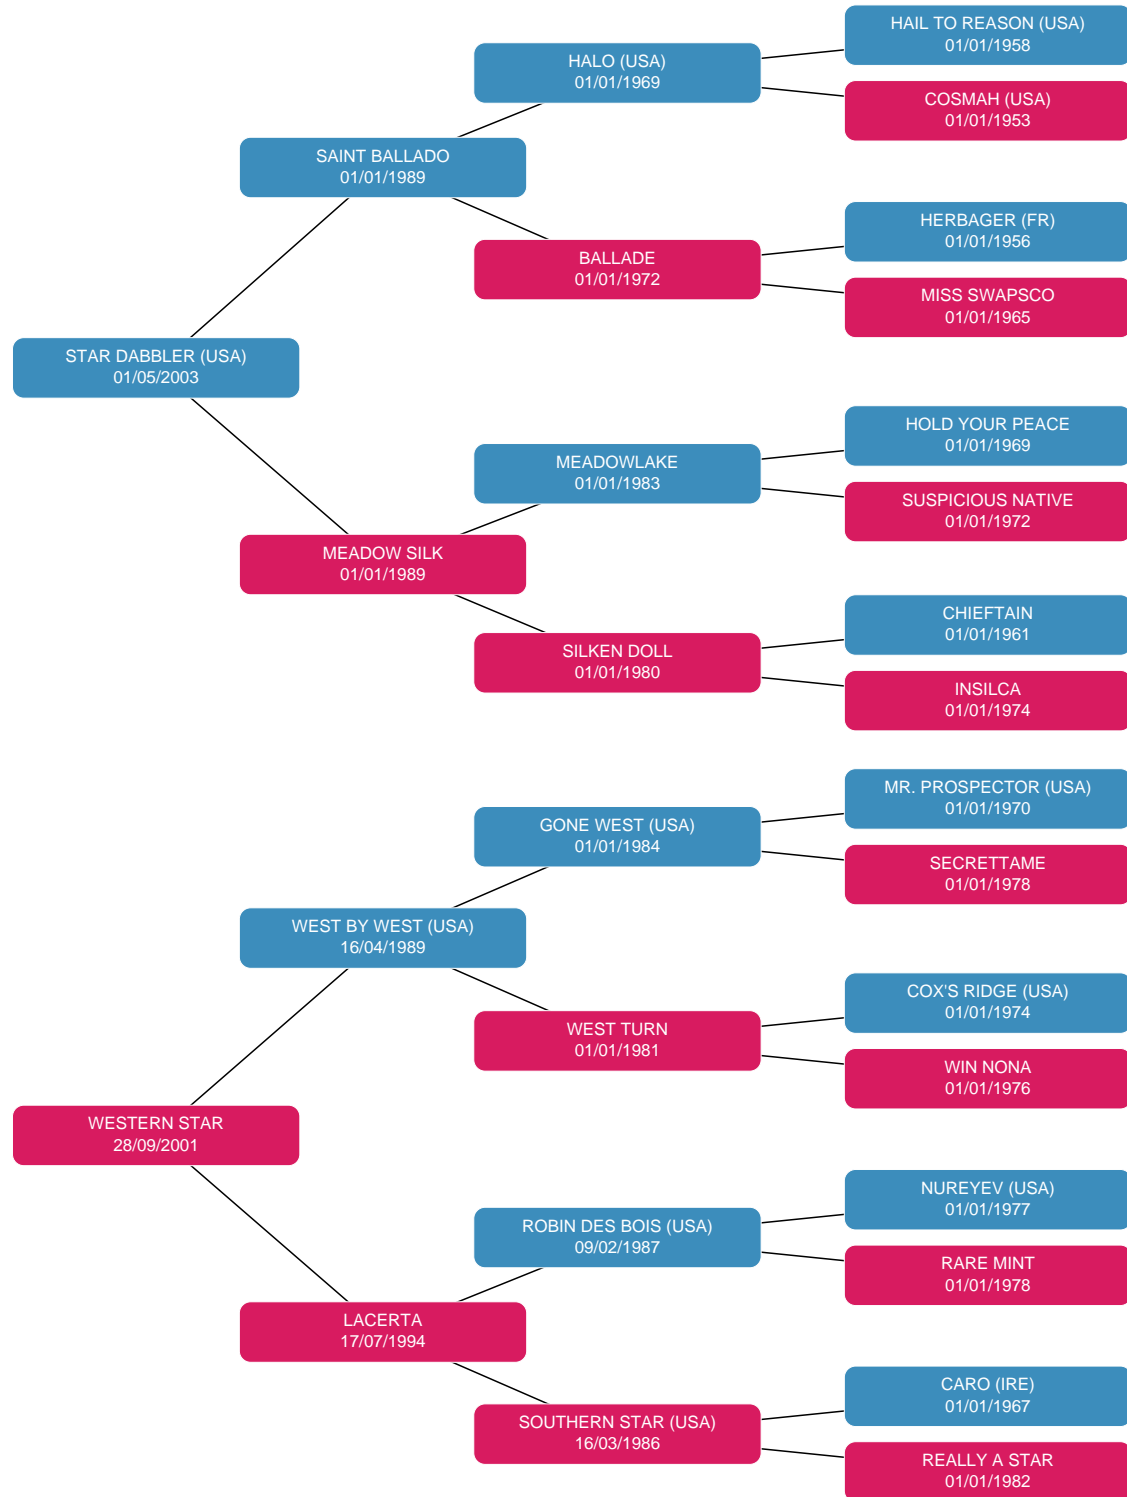 HAIL TO REASON (USA)
01/01/1958
HALO (USA)
01/01/1969
COSMAH (USA)
01/01/1953
SAINT BALLADO
01/01/1989
HERBAGER (FR)
01/01/1956
BALLADE
01/01/1972
MISS SWAPSCO
01/01/1965
STAR DABBLER (USA)
01/05/2003
HOLD YOUR PEACE
01/01/1969
MEADOWLAKE
01/01/1983
SUSPICIOUS NATIVE
01/01/1972
MEADOW SILK
01/01/1989
CHIEFTAIN
01/01/1961
SILKEN DOLL
01/01/1980
INSILCA
01/01/1974
MR. PROSPECTOR (USA)
01/01/1970
GONE WEST (USA)
01/01/1984
SECRETTAME
01/01/1978
WEST BY WEST (USA)
16/04/1989
COX'S RIDGE (USA)
01/01/1974
WEST TURN
01/01/1981
WIN NONA
01/01/1976
WESTERN STAR
28/09/2001
NUREYEV (USA)
01/01/1977
ROBIN DES BOIS (USA)
09/02/1987
RARE MINT
01/01/1978
LACERTA
17/07/1994
CARO (IRE)
01/01/1967
SOUTHERN STAR (USA)
16/03/1986
REALLY A STAR
01/01/1982